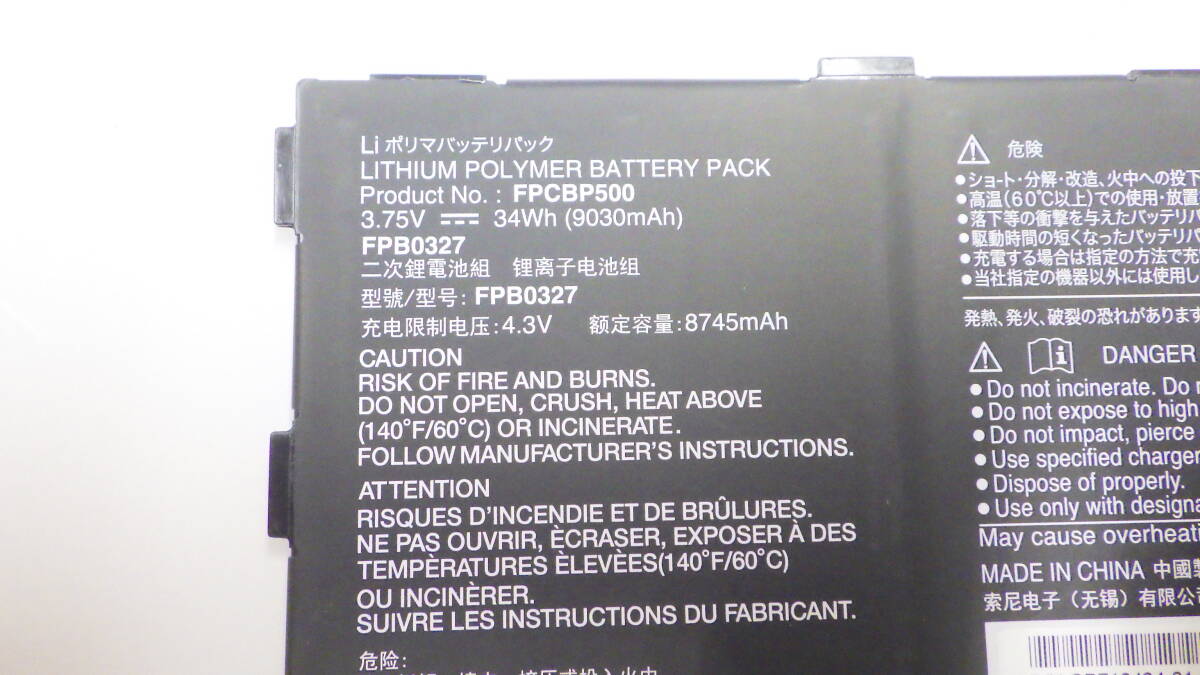 Li ポリマバッテリパック
LITHIUM POLYMER BATTERY PACK
Product No. : FPCBP500
3.75V 34Wh (9030mAh)
FPB0327
二次鋰電池組 锂离子电池组
型號/型号: FPB0327
充电限制电压:4.3V 额定容量:8745mAh
CAUTION
RISK OF FIRE AND BURNS.
DO NOT OPEN, CRUSH, HEAT ABOVE
(140°F/60°C) OR INCINERATE.
FOLLOW MANUFACTURER'S INSTRUCTIONS.
ATTENTION
RISQUES D'INCENDIE ET DE BRÛLURES.
NE PAS OUVRIR, ÈCRASER, EXPOSER À DES
TEMPÈRATURES ÈLEVÈES(140°F/60°C)
OU INCINÈRER.
SUIVRE LES INSTRUCTIONS DU FABRICANT.
危险:
危険
●ショート・分解・改造、火中への投下
●高温(60℃以上)での使用・放置
●落下等の衝撃を与えたバッテリパ
●駆動時間の短くなったバッテリパ
●充電する場合は指定の方法で充
●当社指定の機器以外には使用し
発熱、発火、破裂の恐れがあります
DANGER
●Do not incinerate. Do
●Do not expose to high
●Do not impact, pierce
●Use specified charger
●Dispose of properly.
●Use only with designa
May cause overheati
MADE IN CHINA 中國製
索尼电子（无锡）有限公司